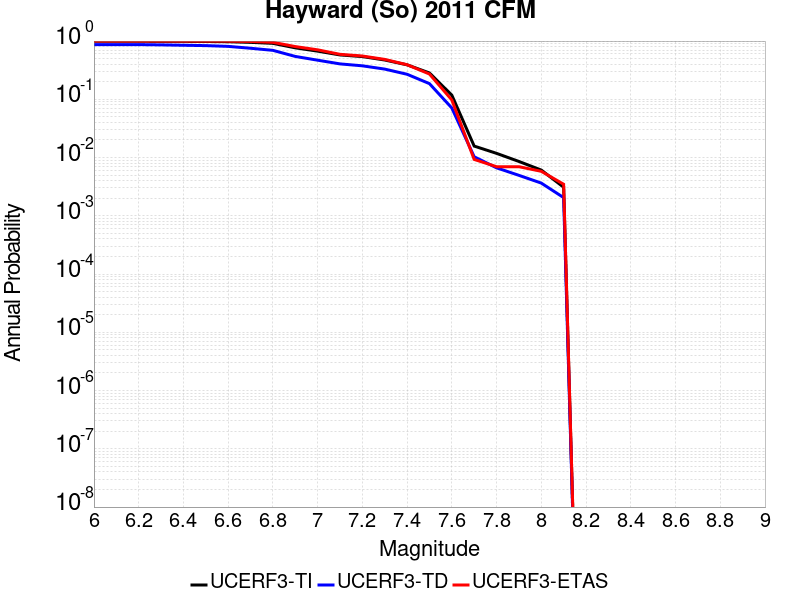 Hayward (So) 2011 CFM
10^0
10^-1
10^-2
10^-3
10^-4
10^-5
10^-6
10^-7
10^-8
Annual Probability
6 6.2 6.4 6.6 6.8 7 7.2 7.4 7.6 7.8 8 8.2 8.4 8.6 8.8 9
Magnitude
UCERF3-TI UCERF3-TD UCERF3-ETAS